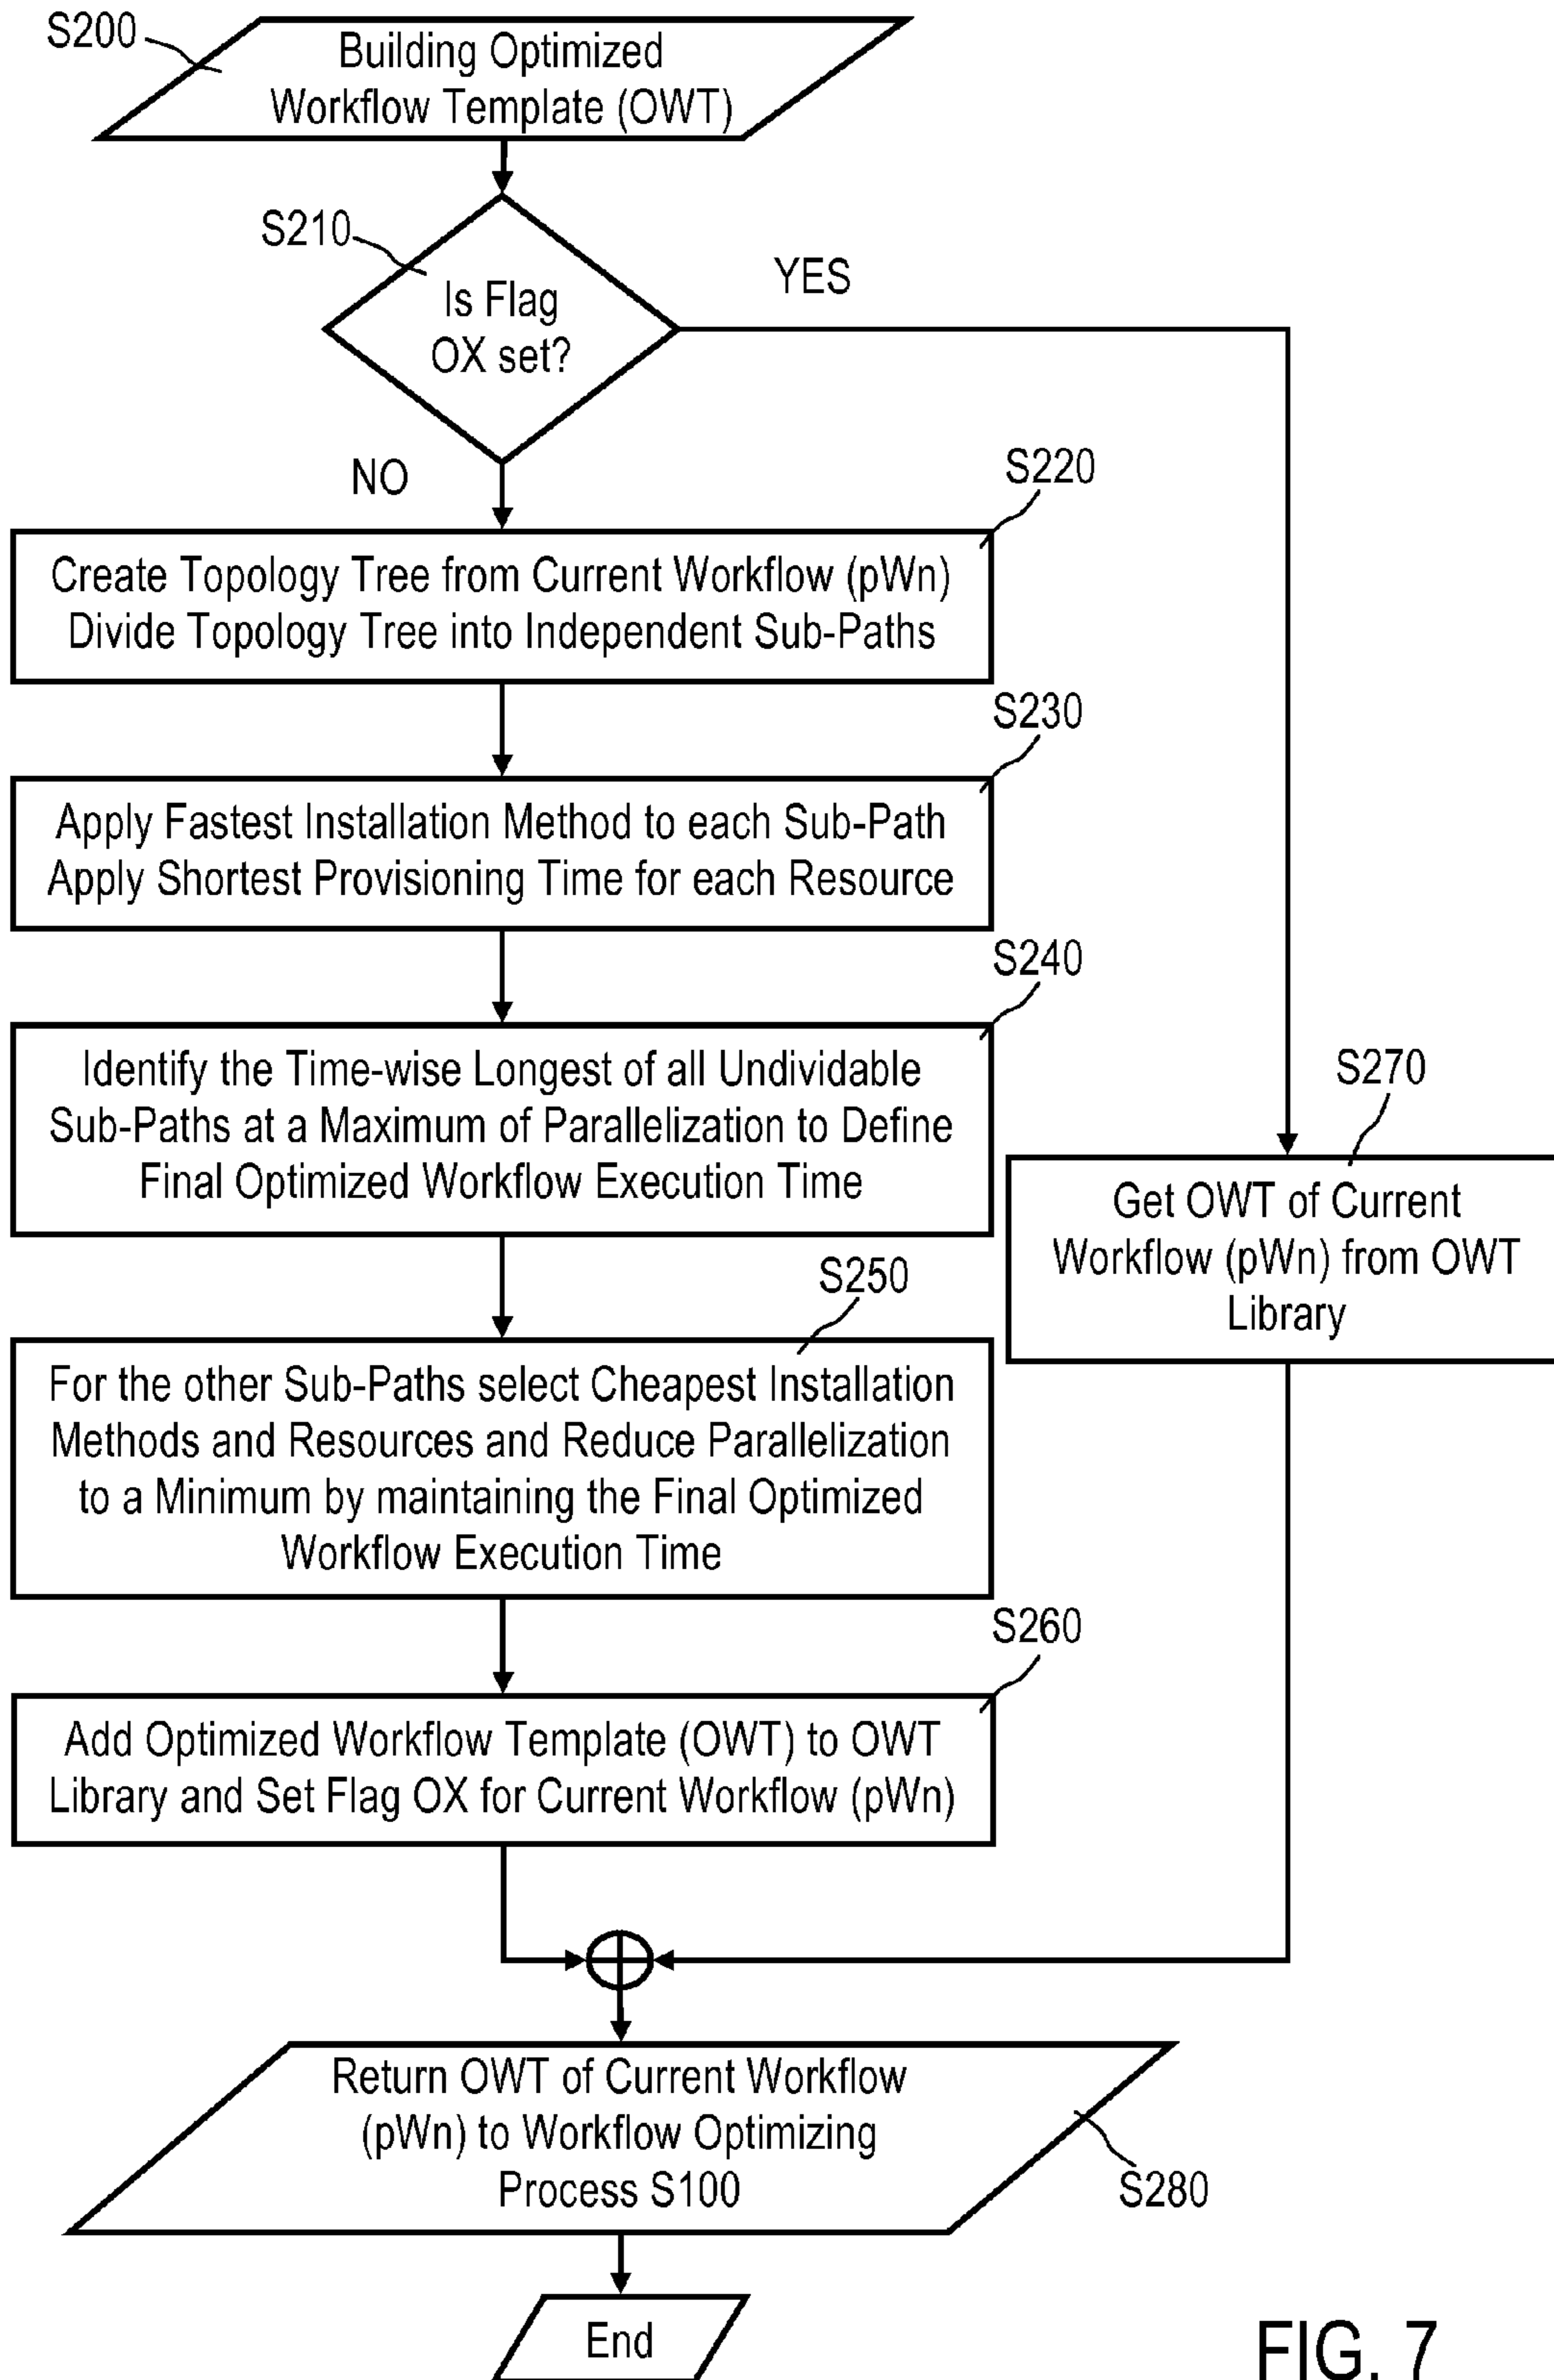 S200
Building Optimized
Workflow Template (OWT)
S210
Is Flag
OX set?
YES
NO
S220
Create Topology Tree from Current Workflow (pWn)
Divide Topology Tree into Independent Sub-Paths
S230
Apply Fastest Installation Method to each Sub-Path
Apply Shortest Provisioning Time for each Resource
S240
Identify the Time-wise Longest of all Undividable
Sub-Paths at a Maximum of Parallelization to Define
Final Optimized Workflow Execution Time
S270
Get OWT of Current
Workflow (pWn) from OWT
Library
S250
For the other Sub-Paths select Cheapest Installation
Methods and Resources and Reduce Parallelization
to a Minimum by maintaining the Final Optimized
Workflow Execution Time
S260
Add Optimized Workflow Template (OWT) to OWT
Library and Set Flag OX for Current Workflow (pWn)
Return OWT of Current Workflow
(pWn) to Workflow Optimizing
Process S100
S280
End
FIG. 7